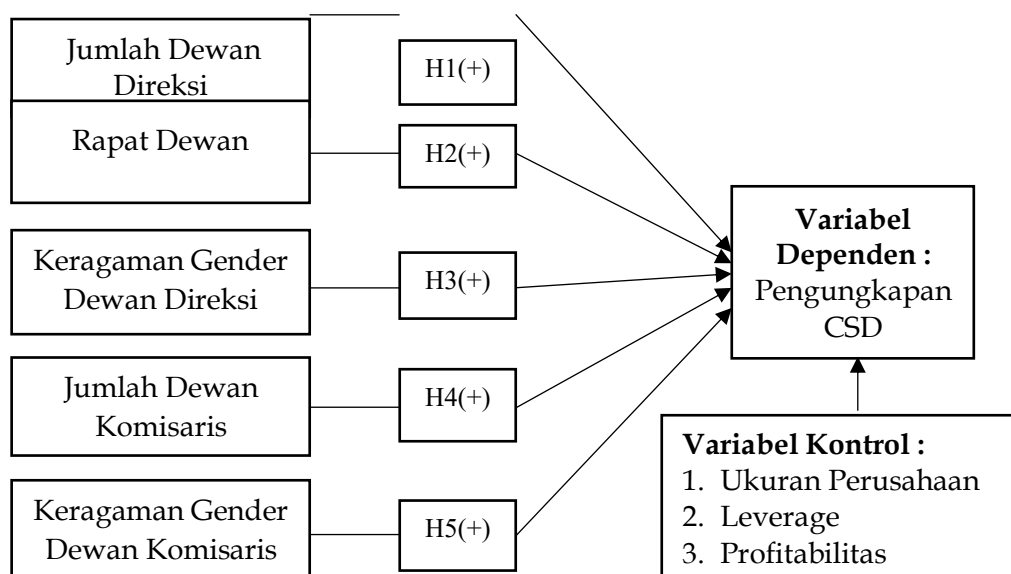 Jumlah Dewan
Direksi
H1(+)
Rapat Dewan
H2(+)
Keragaman Gender
Dewan Direksi
H3(+)
Jumlah Dewan
Komisaris
H4(+)
Keragaman Gender
Dewan Komisaris
H5(+)
Variabel
Dependen :
Pengungkapan
CSD
Variabel Kontrol :
1. Ukuran Perusahaan
2. Leverage
3. Profitabilitas